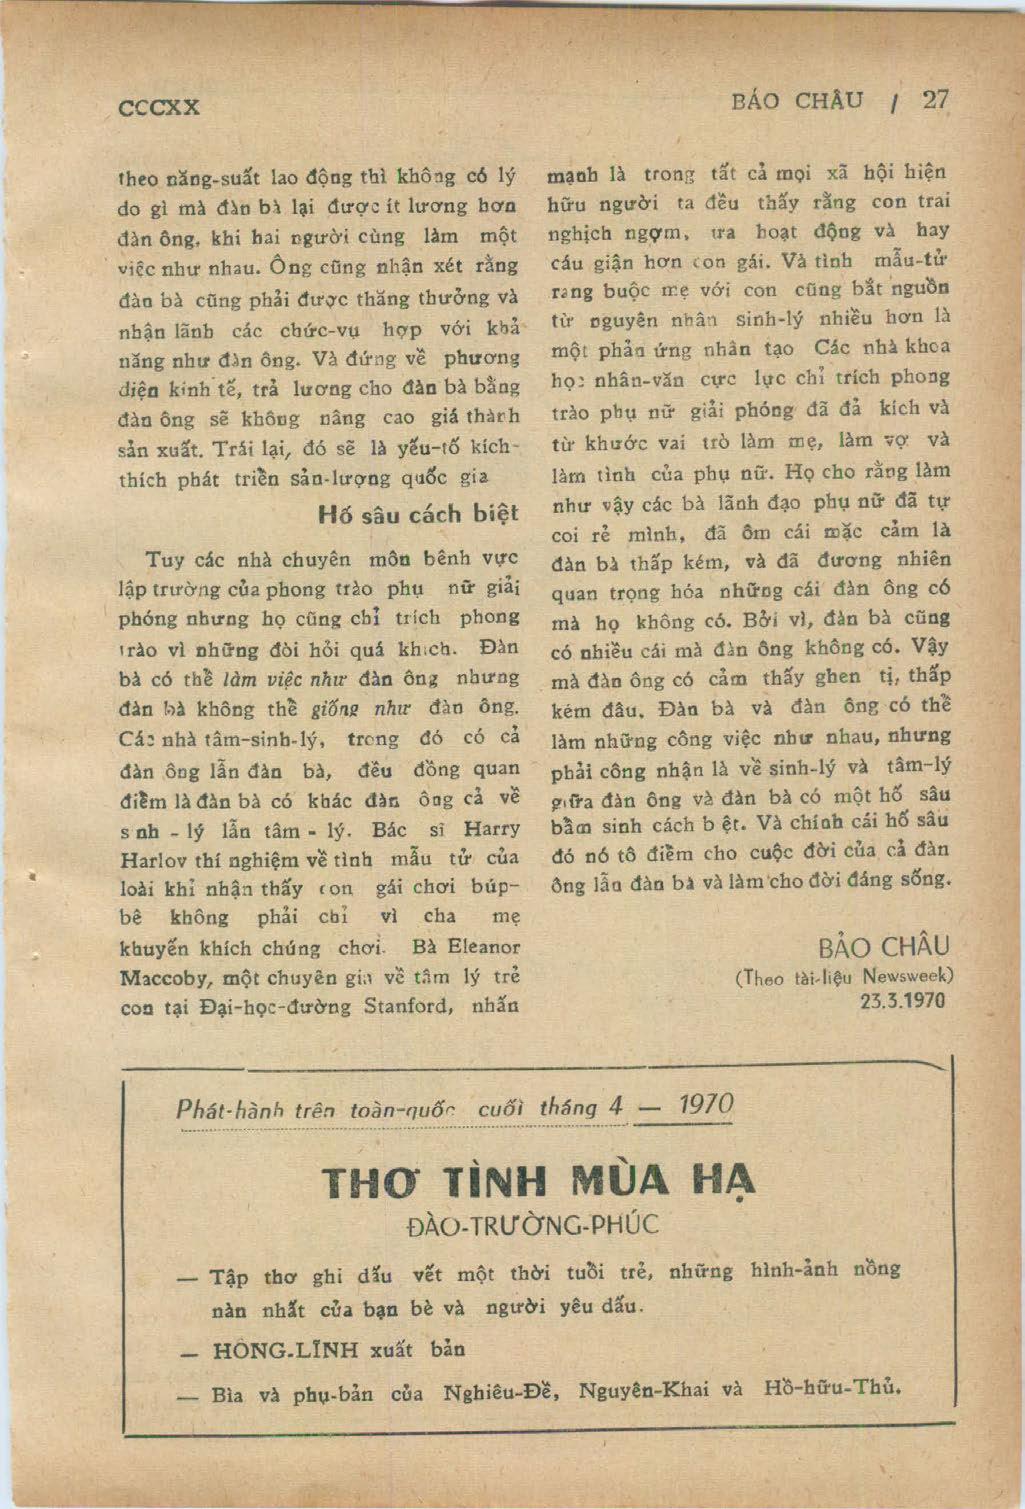 CCCXX
BẢO CHÂU / 27
theo năng-suất lao động thì không có lý
do gì mà đàn bà lại được ít lương hơn
đàn ông, khi hai người cùng làm một
việc như nhau. Ông cũng nhận xét rằng
đàn bà cũng phải được thăng thưởng và
nhận lãnh các chức-vụ hợp với khả
năng như đàn ông. Và đứng về phương
diện kinh tế, trả lương cho đàn bà bằng
đàn ông sẽ không nâng cao giá thành
sản xuất. Trái lại, đó sẽ là yếu-tố kích-
thích phát triển sản-lượng quốc gia
Hố sâu cách biệt
Tuy các nhà chuyên môn bênh vực
lập trường của phong trào phụ nữ giải
phóng nhưng họ cũng chỉ trích phong
trào vì những đòi hỏi quá khích. Đàn
bà có thể làm việc như đàn ông nhưng
đàn bà không thể giống như đàn ông.
Các nhà tâm-sinh-lý, trong đó có cả
đàn ông lẫn đàn bà, đều đồng quan
điểm là đàn bà có khác đàn ông cả về
sinh - lý lẫn tâm - lý. Bác sĩ Harry
Harlov thí nghiệm về tình mẫu tử của
loài khỉ nhận thấy con gái chơi búp-
bê không phải chỉ vì cha mẹ
khuyến khích chúng chơi. Bà Eleanor
Maccoby, một chuyên gia về tâm lý trẻ
con tại Đại-học-đường Stanford, nhấn
mạnh là trong tất cả mọi xã hội hiện
hữu người ta đều thấy rằng con trai
nghịch ngợm, ưa hoạt động và hay
cáu giận hơn con gái. Và tình mẫu-tử
ràng buộc mẹ với con cũng bắt nguồn
từ nguyên nhân sinh-lý nhiều hơn là
một phản ứng nhân tạo Các nhà khoa
học nhân-văn cực lực chỉ trích phong
trào phụ nữ giải phóng đã đả kích và
từ khước vai trò làm mẹ, làm vợ và
làm tình của phụ nữ. Họ cho rằng làm
như vậy các bà lãnh đạo phụ nữ đã tự
coi rẻ mình, đã ôm cái mặc cảm là
đàn bà thấp kém, và đã đương nhiên
quan trọng hóa những cái đàn ông có
mà họ không có. Bởi vì, đàn bà cũng
có nhiều cái mà đàn ông không có. Vậy
mà đàn ông có cảm thấy ghen tị, thấp
kém đâu. Đàn bà và đàn ông có thể
làm những công việc như nhau, nhưng
phải công nhận là về sinh-lý và tâm-lý
giữa đàn ông và đàn bà có một hố sâu
bẩm sinh cách biệt. Và chính cái hố sâu
đó nó tô điểm cho cuộc đời của cả đàn
ông lẫn đàn bà và làm cho đời đáng sống.
BẢO CHÂU
(Theo tài-liệu Newsweek)
23.3.1970
Phát-hành trên toàn-quốc cuối tháng 4 — 1970
THƠ TÌNH MÙA HẠ
ĐÀO-TRƯỜNG-PHÚC
— Tập thơ ghi dấu vết một thời tuổi trẻ, những hình-ảnh nồng
nàn nhất của bạn bè và người yêu dấu.
— HỒNG-LĨNH xuất bản
— Bìa và phụ-bản của Nghiêu-Đề, Nguyên-Khai và Hồ-hữu-Thủ.